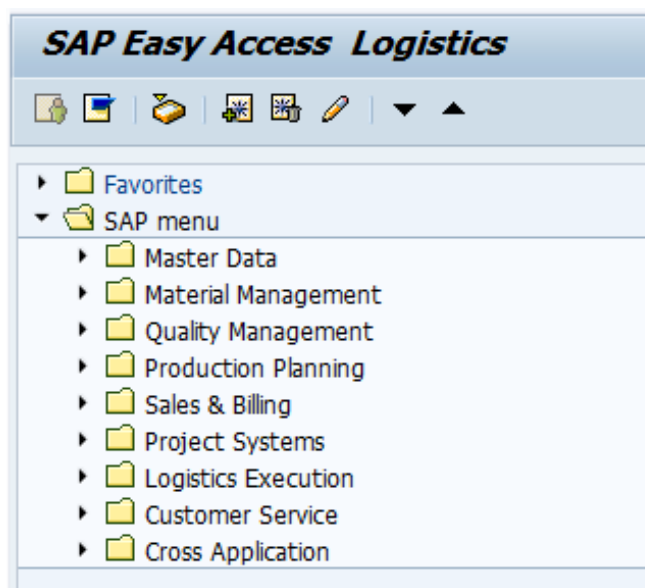 SAP Easy Access Logistics
Favorites
SAP menu
Master Data
Material Management
Quality Management
Production Planning
Sales & Billing
Project Systems
Logistics Execution
Customer Service
Cross Application